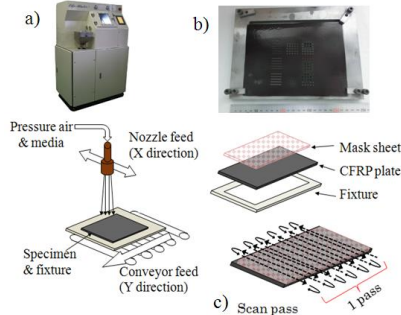 a)
b)
Pressure air
& media
Nozzle feed
(X direction)
Mask sheet
CFRP plate
Fixture
Specimen
& fixture
Conveyor feed
(Y direction)
c)
Scan pass
1 pass